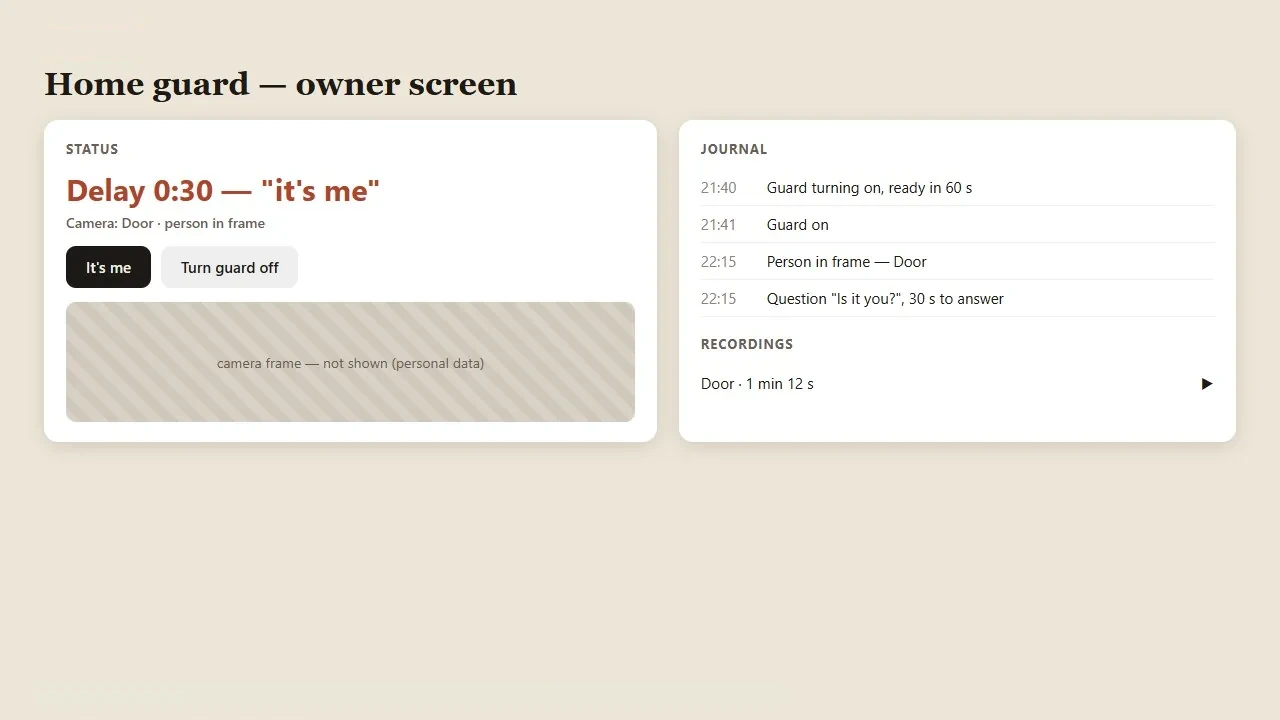 Home guard — owner screen
STATUS
Delay 0:30 — "it's me"
Camera: Door · person in frame
It's me
Turn guard off
camera frame — not shown (personal data)
JOURNAL
21:40 Guard turning on, ready in 60 s
21:41 Guard on
22:15 Person in frame — Door
22:15 Question "Is it you?", 30 s to answer
RECORDINGS
Door · 1 min 12 s